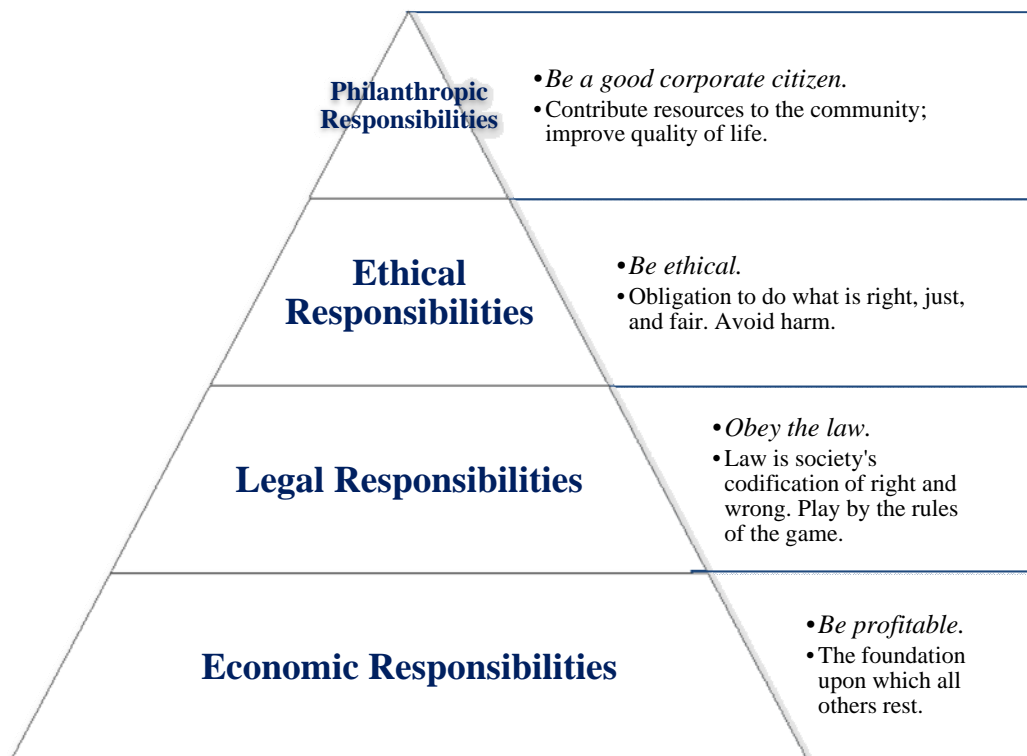 Philanthropic
Responsibilities
•Be a good corporate citizen.
•Contribute resources to the community;
improve quality of life.
Ethical
Responsibilities
•Be ethical.
•Obligation to do what is right, just,
and fair. Avoid harm.
Legal Responsibilities
•Obey the law.
•Law is society's
codification of right and
wrong. Play by the rules
of the game.
Economic Responsibilities
•Be profitable.
•The foundation
upon which all
others rest.